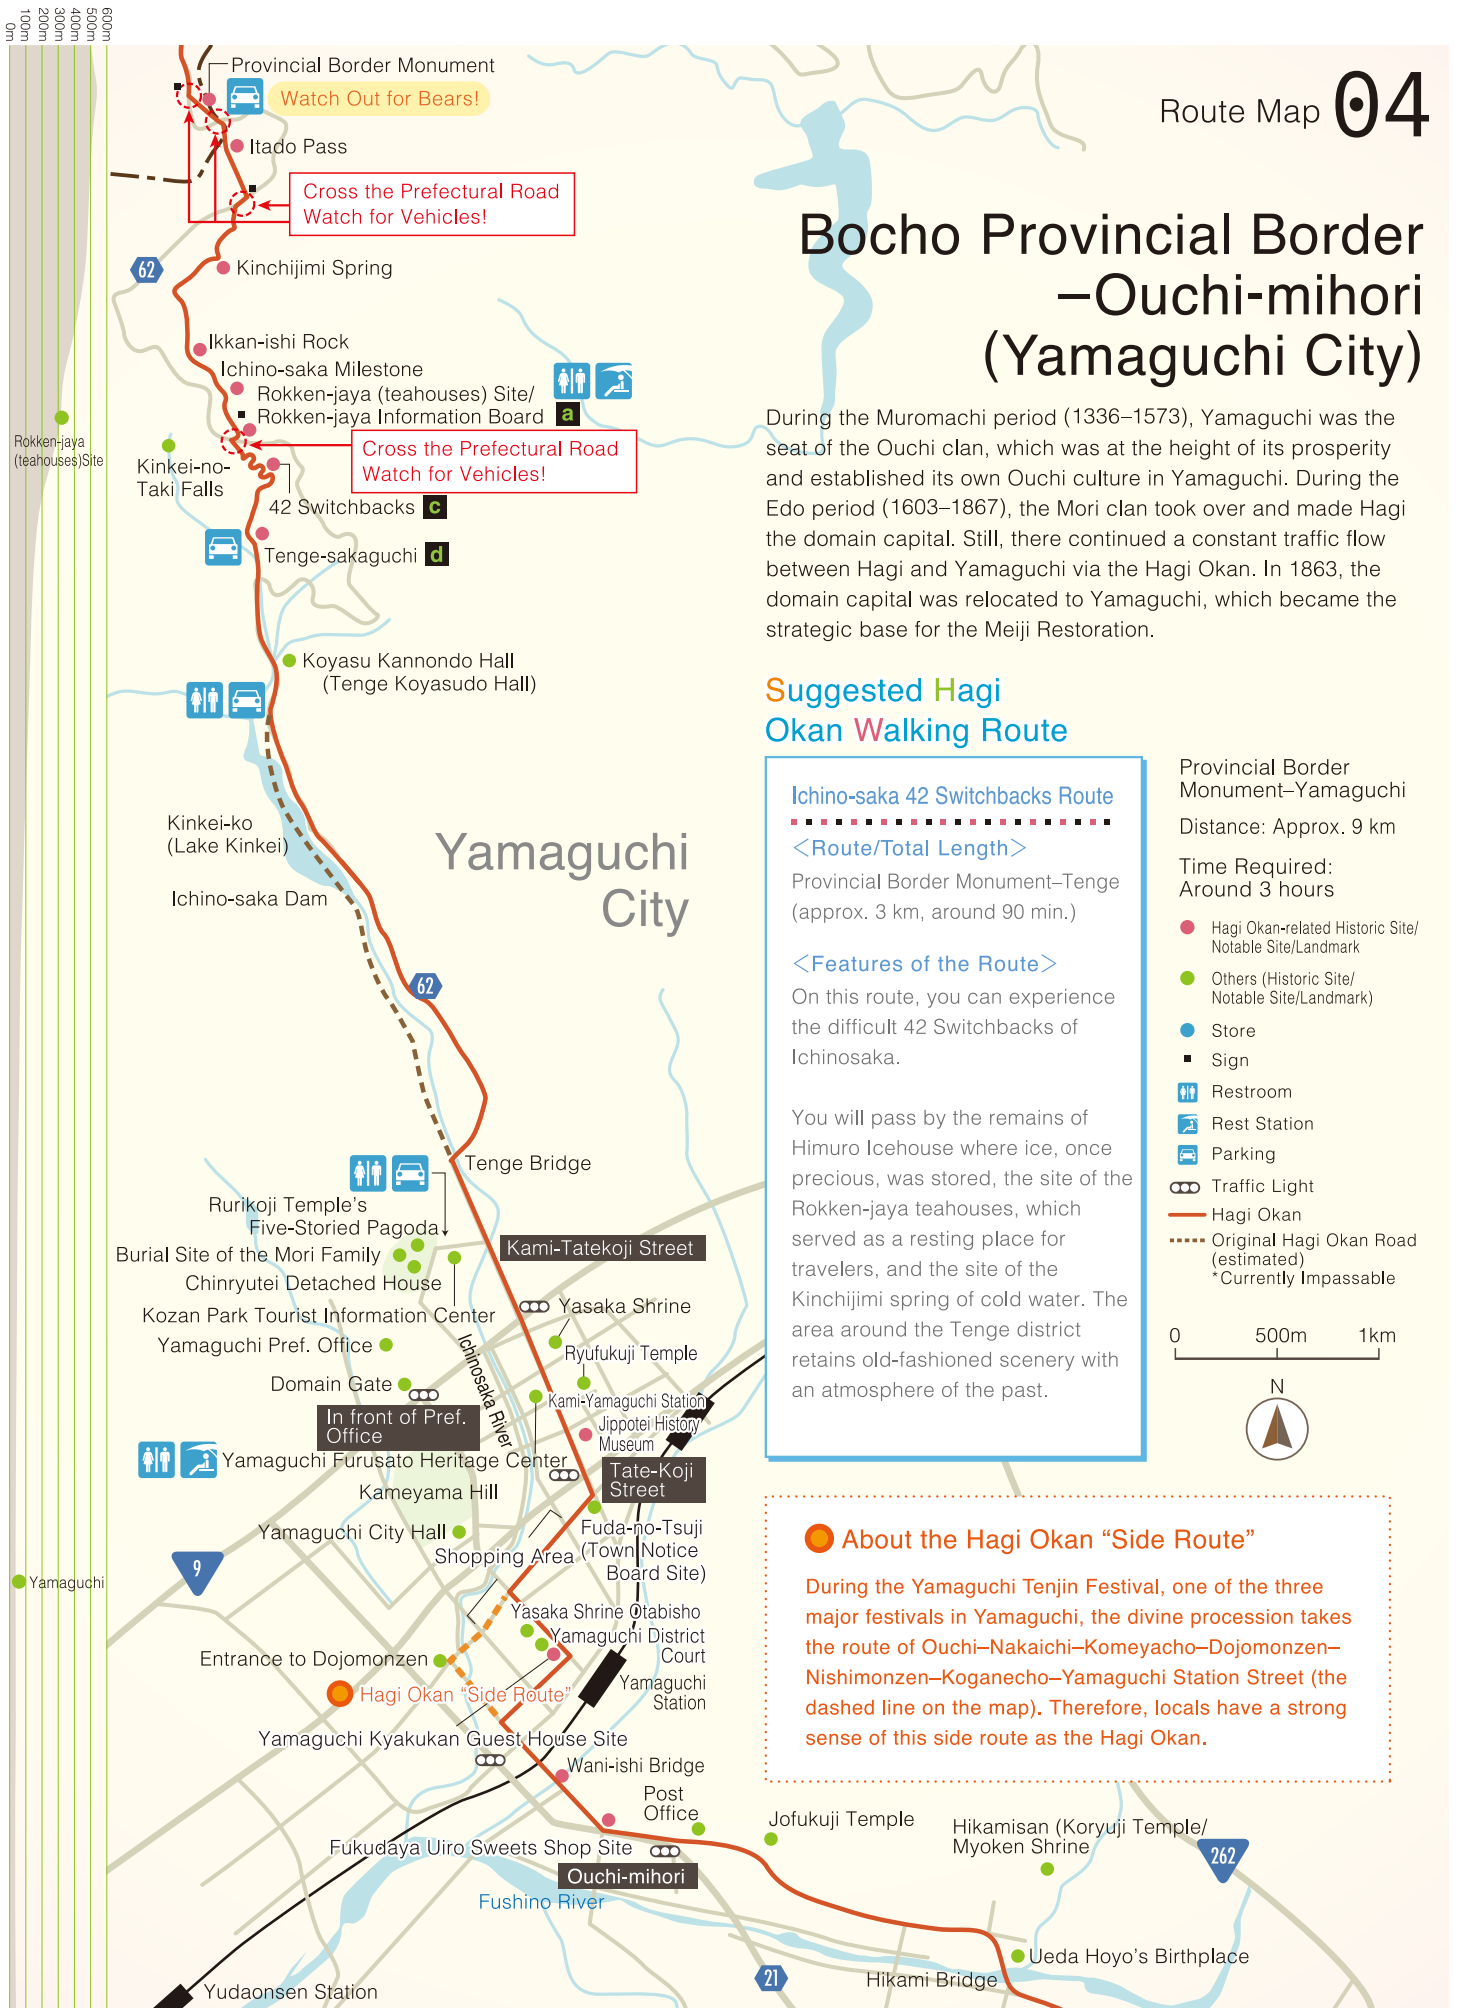 600m
500m
400m
300m
200m
100m
0m
Provincial Border Monument
Watch Out for Bears!
Itado Pass
Cross the Prefectural Road
Watch for Vehicles!
62
Kinchijimi Spring
Ikkan-ishi Rock
Ichino-saka Milestone
Rokken-jaya (teahouses) Site/
Rokken-jaya Information Board a
Rokken-jaya
(teahouses)Site
Cross the Prefectural Road
Watch for Vehicles!
Kinkei-no-
Taki Falls
42 Switchbacks c
Tenge-sakaguchi d
Koyasu Kannondo Hall
(Tenge Koyasudo Hall)
Kinkei-ko
(Lake Kinkei)
Ichino-saka Dam
Yamaguchi
City
62
Tenge Bridge
Rurikoji Temple's
Five-Storied Pagoda
Burial Site of the Mori Family
Chinryutei Detached House
Kozan Park Tourist Information Center
Yamaguchi Pref. Office
Domain Gate
In front of Pref.
Office
Ichinosaka River
Kami-Tatekoji Street
Yasaka Shrine
Ryufukuji Temple
Kami-Yamaguchi Station
Jippotei History
Museum
Yamaguchi Furusato Heritage Center
Tate-Koji
Street
Kameyama Hill
Yamaguchi City Hall
Fuda-no-Tsuji
(Town Notice
Board Site)
Shopping Area
9
Yamaguchi
Yasaka Shrine Otabisho
Yamaguchi District
Court
Entrance to Dojomonzen
Yamaguchi
Station
Hagi Okan “Side Route”
Yamaguchi Kyakukan Guest House Site
Wani-ishi Bridge
Post
Office
Jofukuji Temple
Fukudaya Uiro Sweets Shop Site
Ouchi-mihori
Fushino River
Hikamisan (Koryuji Temple/
Myoken Shrine
262
Ueda Hoyo's Birthplace
21
Hikami Bridge
Yudaonsen Station
Route Map 04
Bocho Provincial Border
–Ouchi-mihori
(Yamaguchi City)
During the Muromachi period (1336–1573), Yamaguchi was the
seat of the Ouchi clan, which was at the height of its prosperity
and established its own Ouchi culture in Yamaguchi. During the
Edo period (1603–1867), the Mori clan took over and made Hagi
the domain capital. Still, there continued a constant traffic flow
between Hagi and Yamaguchi via the Hagi Okan. In 1863, the
domain capital was relocated to Yamaguchi, which became the
strategic base for the Meiji Restoration.
Suggested Hagi
Okan Walking Route
Ichino-saka 42 Switchbacks Route
<Route/Total Length>
Provincial Border Monument–Tenge
(approx. 3 km, around 90 min.)
<Features of the Route>
On this route, you can experience
the difficult 42 Switchbacks of
Ichinosaka.
You will pass by the remains of
Himuro Icehouse where ice, once
precious, was stored, the site of the
Rokken-jaya teahouses, which
served as a resting place for
travelers, and the site of the
Kinchijimi spring of cold water. The
area around the Tenge district
retains old-fashioned scenery with
an atmosphere of the past.
Provincial Border
Monument–Yamaguchi
Distance: Approx. 9 km
Time Required:
Around 3 hours
Hagi Okan-related Historic Site/
Notable Site/Landmark
Others (Historic Site/
Notable Site/Landmark)
Store
Sign
Restroom
Rest Station
Parking
Traffic Light
Hagi Okan
Original Hagi Okan Road
(estimated)
*Currently Impassable
0 500m 1km
N
About the Hagi Okan “Side Route”
During the Yamaguchi Tenjin Festival, one of the three
major festivals in Yamaguchi, the divine procession takes
the route of Ouchi–Nakaichi–Komeyacho–Dojomonzen–
Nishimonzen–Koganecho–Yamaguchi Station Street (the
dashed line on the map). Therefore, locals have a strong
sense of this side route as the Hagi Okan.